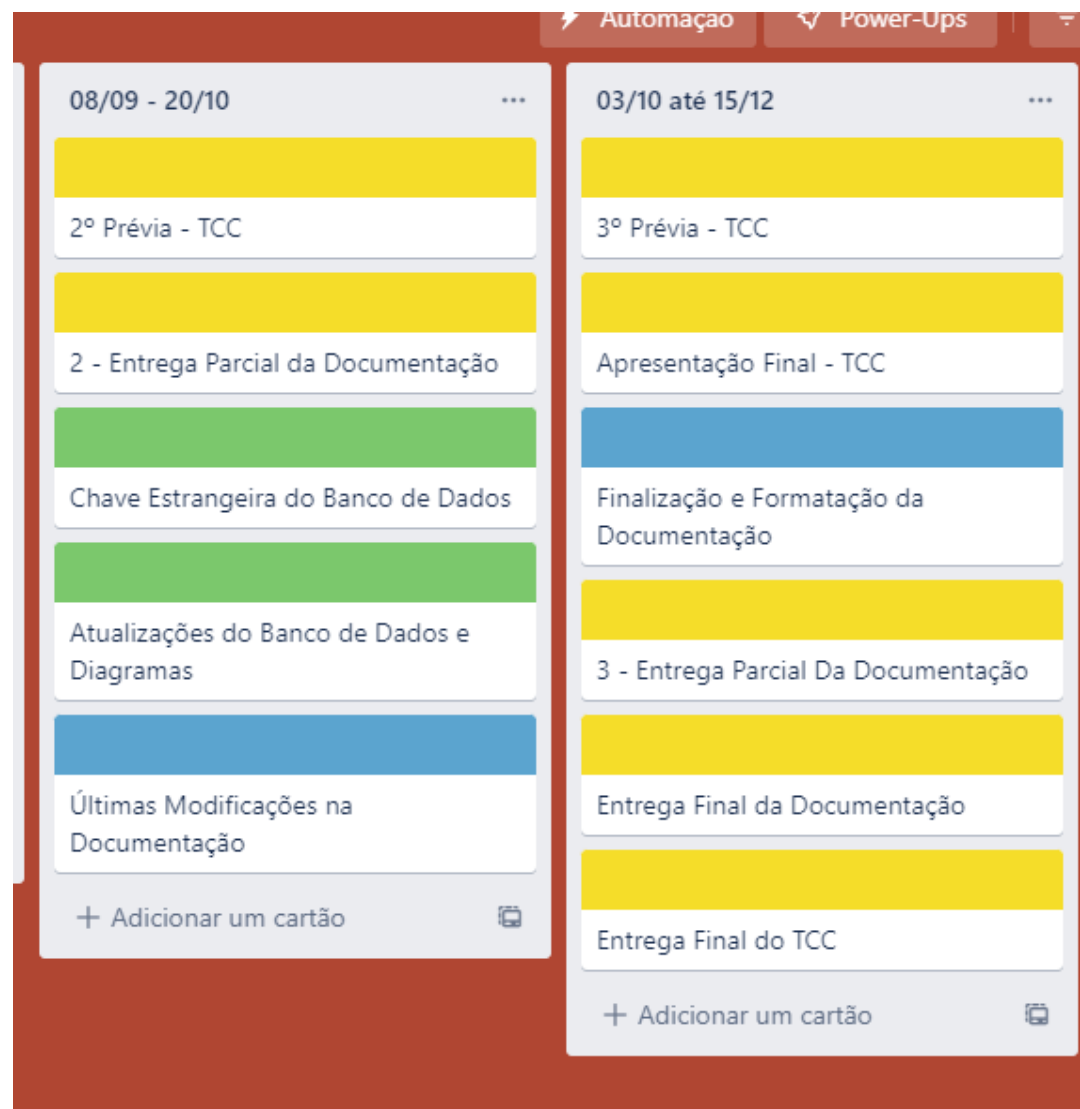 Automação
Power-Ups
08/09 - 20/10
2º Prévia - TCC
2 - Entrega Parcial da Documentação
Chave Estrangeira do Banco de Dados
Atualizações do Banco de Dados e
Diagramas
Últimas Modificações na
Documentação
+ Adicionar um cartão
03/10 até 15/12
3º Prévia - TCC
Apresentação Final - TCC
Finalização e Formatação da
Documentação
3 - Entrega Parcial Da Documentação
Entrega Final da Documentação
Entrega Final do TCC
+ Adicionar um cartão